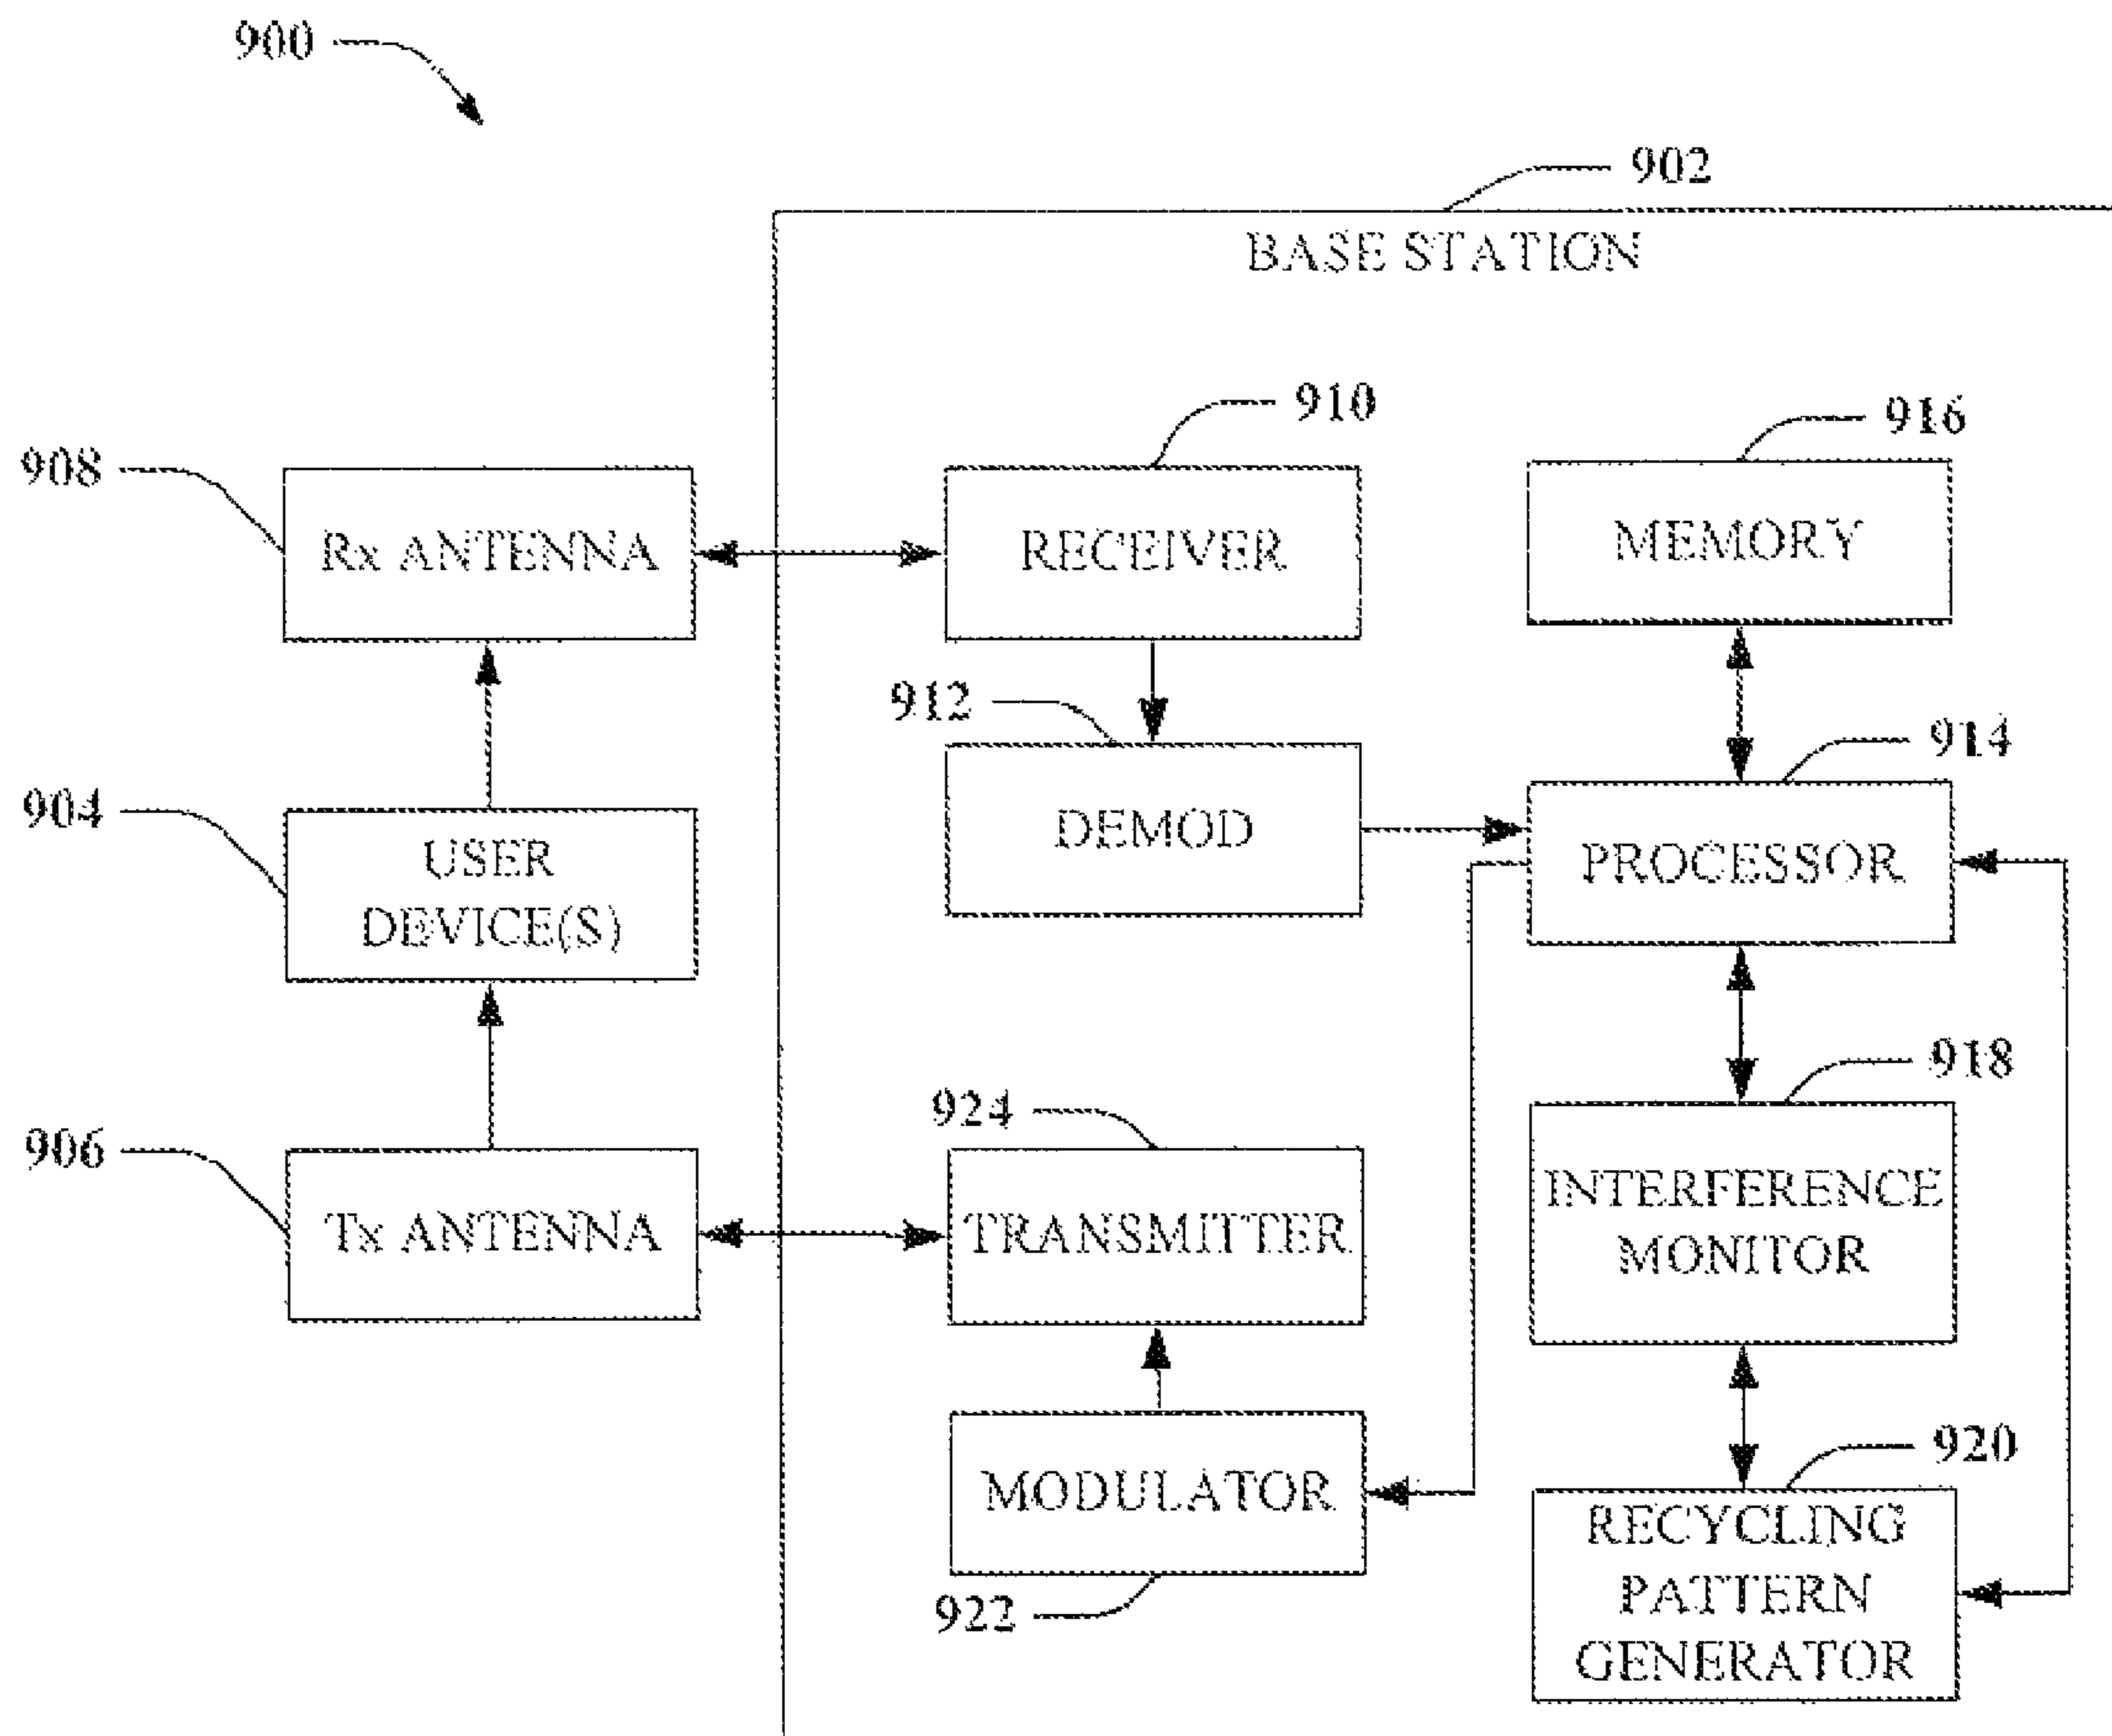 900
902
BASE STATION
910
916
908
Rx ANTENNA
RECEIVER
MEMORY
912
914
904
USER
DEVICE(S)
DEMOD
PROCESSOR
918
924
906
Tx ANTENNA
TRANSMITTER
INTERFERENCE
MONITOR
920
MODULATOR
922
RECYCLING
PATTERN
GENERATOR